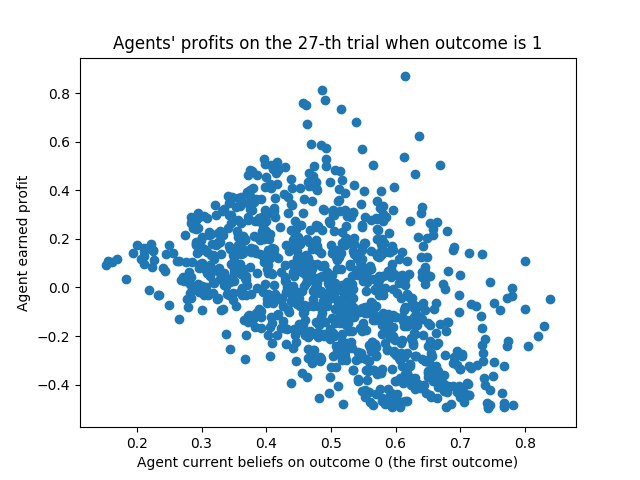 Agents' profits on the 27-th trial when outcome is 1
Agent earned profit
0.8
0.6
0.4
0.2
0.0
−0.2
−0.4
0.2 0.3 0.4 0.5 0.6 0.7 0.8
Agent current beliefs on outcome 0 (the first outcome)